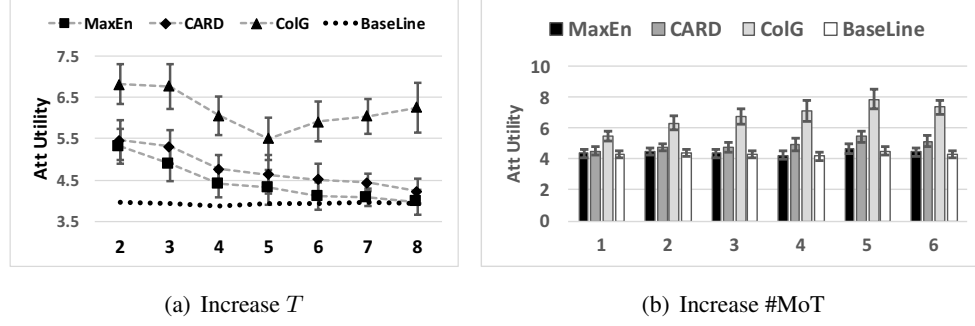 MaxEn CARD ColG BaseLine
7.5
6.5
5.5
4.5
3.5
Att Utility
2 3 4 5 6 7 8
(a) Increase T
MaxEn CARD ColG BaseLine
10
8
6
4
2
0
Att Utility
1 2 3 4 5 6
(b) Increase #MoT